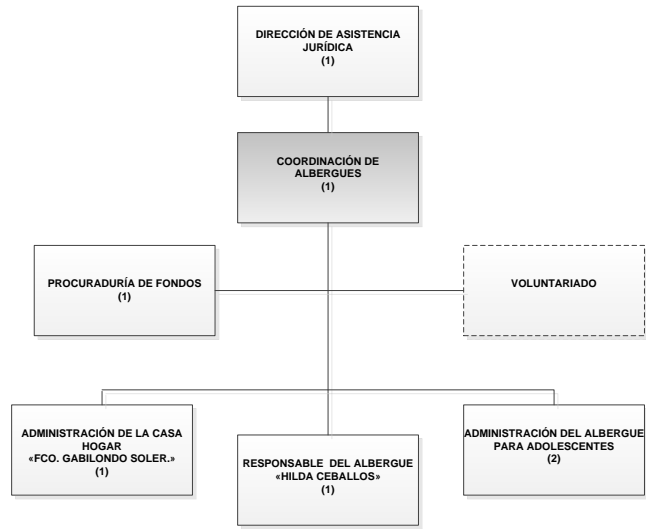 DIRECCIÓN DE ASISTENCIA
JURÍDICA
(1)
COORDINACIÓN DE
ALBERGUES
(1)
PROCURADURÍA DE FONDOS
(1)
VOLUNTARIADO
ADMINISTRACIÓN DE LA CASA
HOGAR
«FCO. GABILONDO SOLER.»
(1)
RESPONSABLE DEL ALBERGUE
«HILDA CEBALLOS»
(1)
ADMINISTRACIÓN DEL ALBERGUE
PARA ADOLESCENTES
(2)